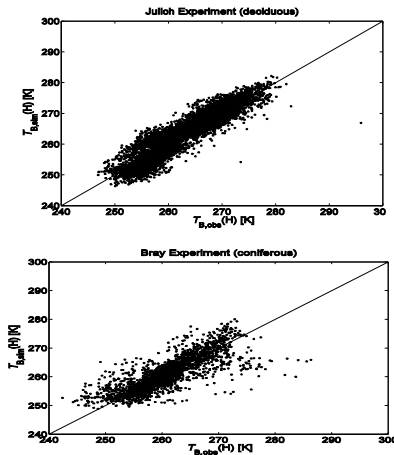 Julich Experiment (deciduous)
300
290
280
270
260
250
240
T_B,sim(H) [K]
240 250 260 270 280 290 300
T_B,obs(H) [K]
Bray Experiment (coniferous)
300
290
280
270
260
250
240
T_B,sim(H) [K]
240 250 260 270 280 290 300
T_B,obs(H) [K]